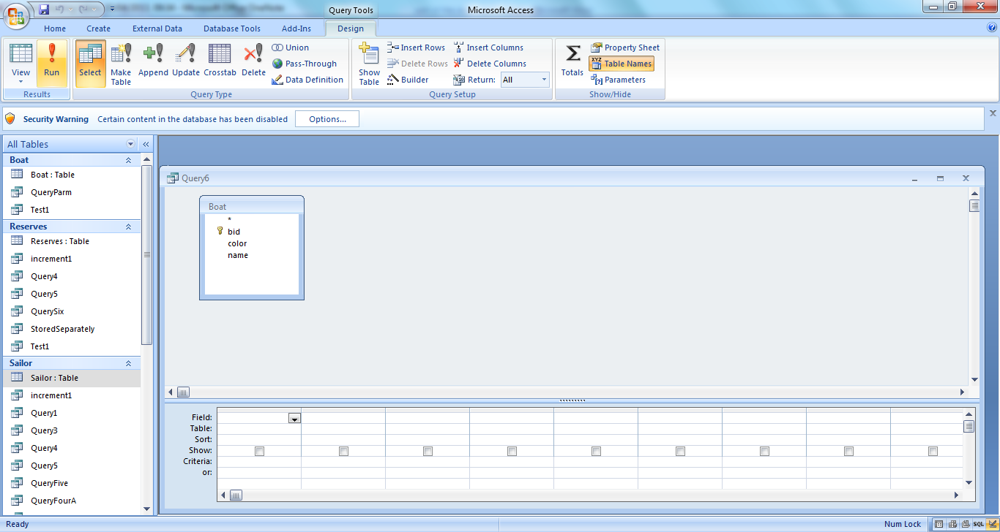 Query Tools
Microsoft Access
Home Create External Data Database Tools Add-Ins Design
View
Run
Select
Make Table
Append
Update
Crosstab
Delete
Union
Pass-Through
Data Definition
Show Table
Insert Rows
Delete Rows
Builder
Insert Columns
Delete Columns
Return: All
Totals
Property Sheet
XYZ Table Names
[?] Parameters
Results Query Type Query Setup Show/Hide
Security Warning Certain content in the database has been disabled Options...
All Tables
Boat
Boat : Table
QueryParm
Test1
Reserves
Reserves : Table
increment1
Query4
Query5
QuerySix
StoredSeparately
Test1
Sailor
Sailor : Table
increment1
Query1
Query3
Query4
Query5
QueryFive
QueryFourA
Query6
Boat
*
bid
color
name
Field:
Table:
Sort:
Show:
Criteria:
or:
Ready
Num Lock
SQL